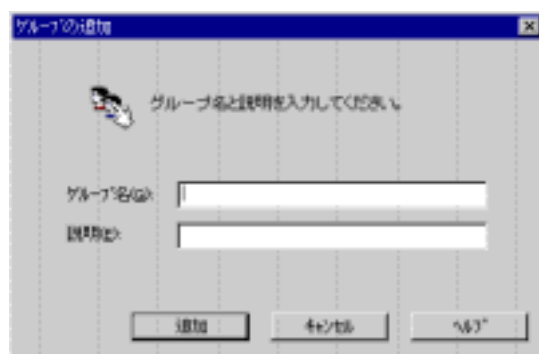 ｸﾞﾙｰﾌﾟの追加
グループ名と説明を入力してください。
ｸﾞﾙｰﾌﾟ名(G):
説明(E):
追加
ｷｬﾝｾﾙ
ﾍﾙﾌﾟ